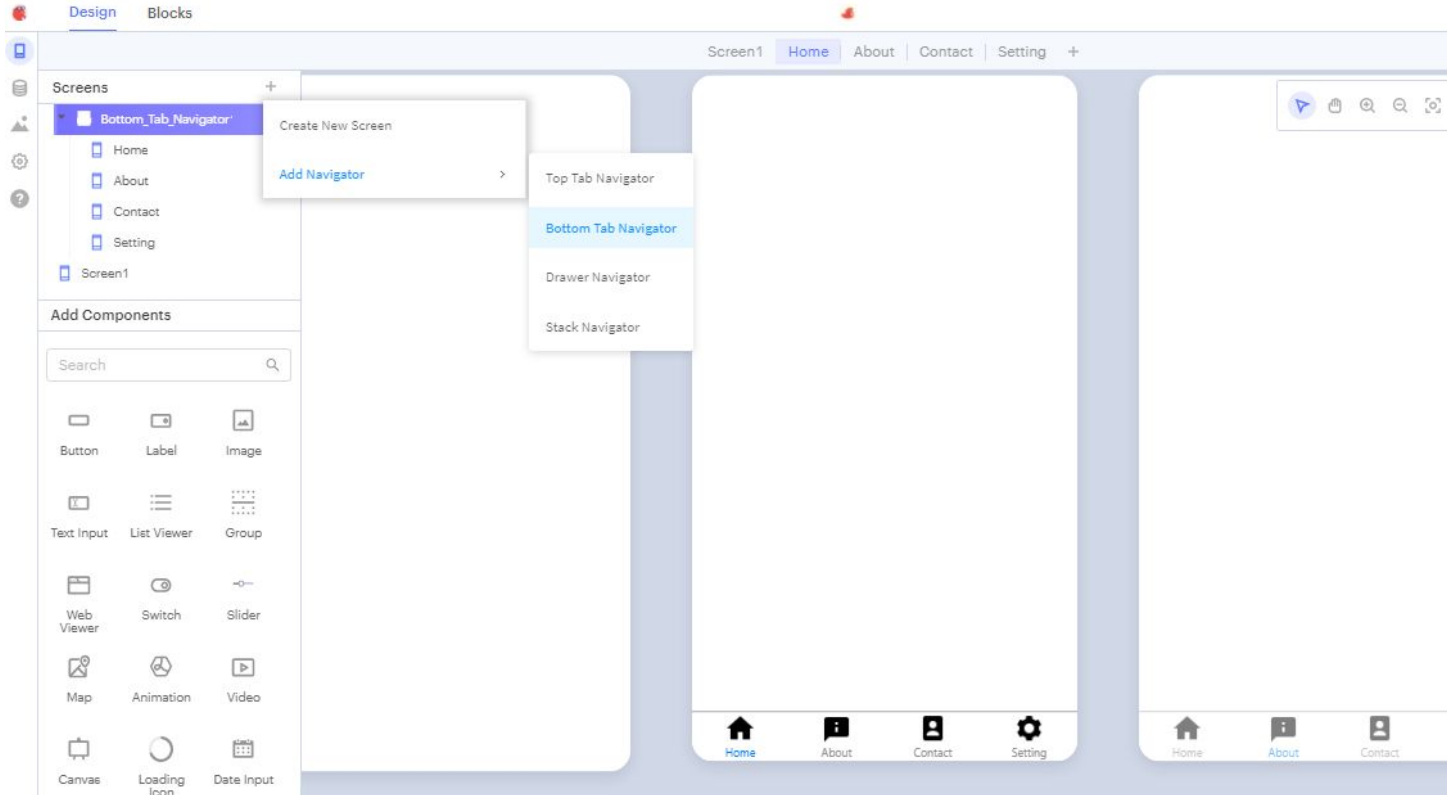 Design Blocks
Screen1 Home About Contact Setting +
Screens +
Bottom_Tab_Navigator
Home
About
Contact
Setting
Screen1
Create New Screen
Add Navigator >
Top Tab Navigator
Bottom Tab Navigator
Drawer Navigator
Stack Navigator
Add Components
Search
Button Label Image
Text Input List Viewer Group
Web Viewer Switch Slider
Map Animation Video
Canvas Loading Icon Date Input
Home About Contact Setting
Home About Contact